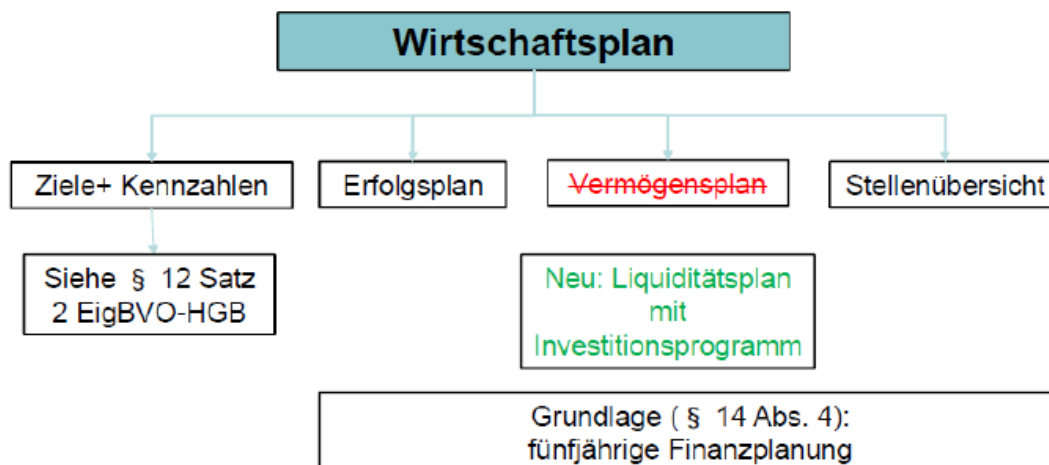 Wirtschaftsplan
Ziele+ Kennzahlen
Erfolgsplan
Vermögensplan
Stellenübersicht
Siehe § 12 Satz
2 EigBVO-HGB
Neu: Liquiditätsplan
mit
Investitionsprogramm
Grundlage ( § 14 Abs. 4):
fünfjährige Finanzplanung